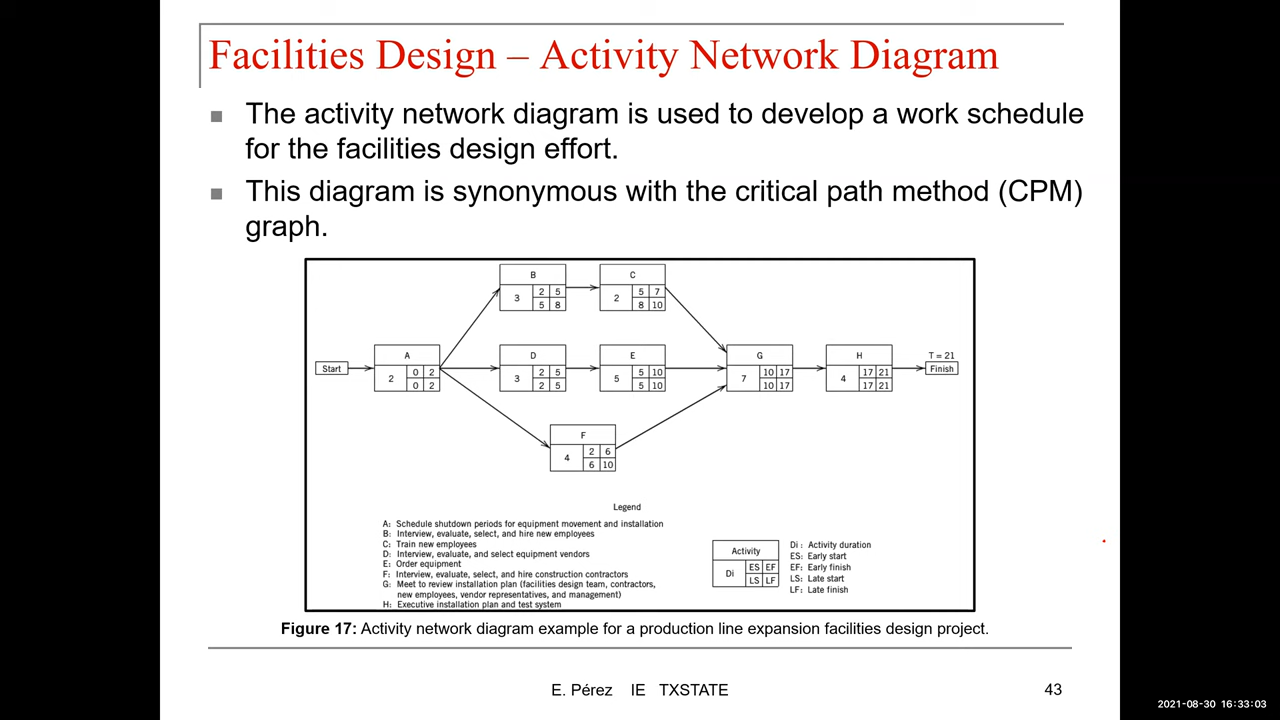 Facilities Design – Activity Network Diagram
The activity network diagram is used to develop a work schedule
for the facilities design effort.
This diagram is synonymous with the critical path method (CPM)
graph.
B
3 2 5
5 8
C
2 5 7
8 10
Start
A
2 0 2
0 2
D
3 2 5
2 5
E
5 5 10
5 10
G
7 10 17
10 17
H
4 17 21
17 21
T = 21
Finish
F
4 2 6
6 10
Legend
A: Schedule shutdown periods for equipment movement and installation
B: Interview, evaluate, select, and hire new employees
C: Train new employees
D: Interview, evaluate, and select equipment vendors
E: Order equipment
F: Interview, evaluate, select, and hire construction contractors
G: Meet to review installation plan (facilities design team, contractors,
new employees, vendor representatives, and management)
H: Executive installation plan and test system
Activity
Di ES EF
LS LF
Di : Activity duration
ES: Early start
EF: Early finish
LS: Late start
LF: Late finish
Figure 17: Activity network diagram example for a production line expansion facilities design project.
E. Pérez IE TXSTATE
43
2021-08-30 16:33:03